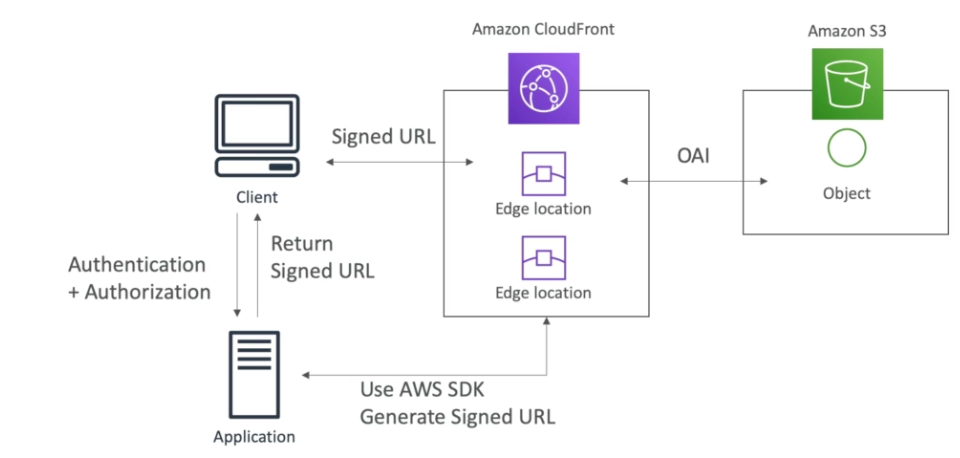 Amazon CloudFront
Amazon S3
Signed URL
OAI
Client
Edge location
Object
Return
Signed URL
Authentication
+ Authorization
Edge location
Use AWS SDK
Generate Signed URL
Application